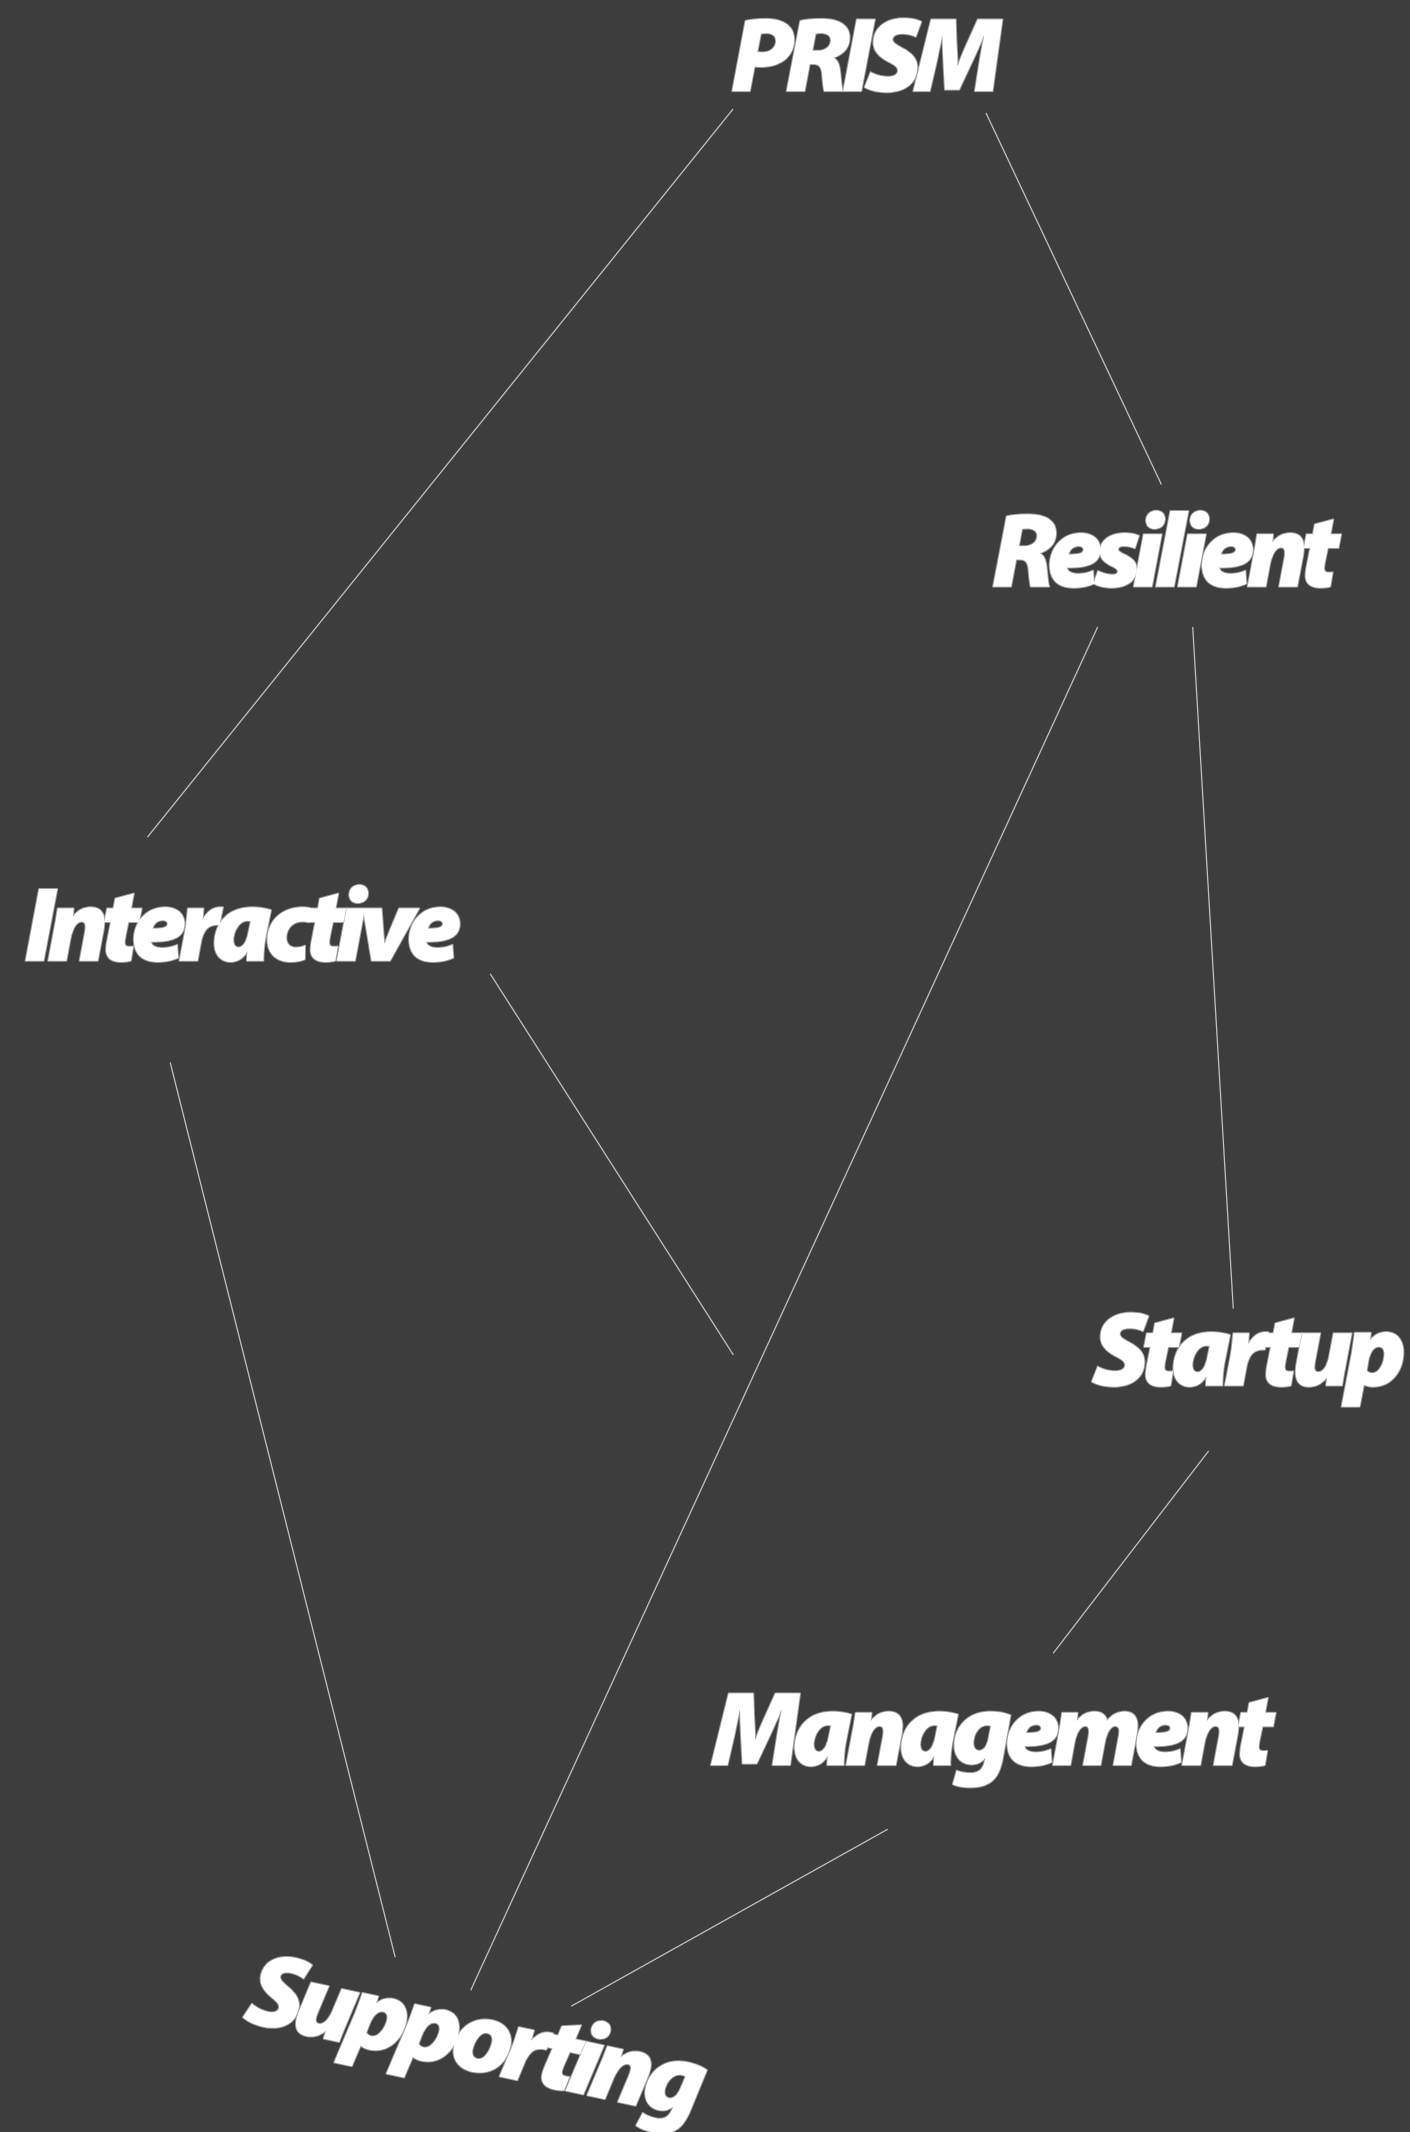 PRISM
Resilient
Interactive
Startup
Management
Supporting